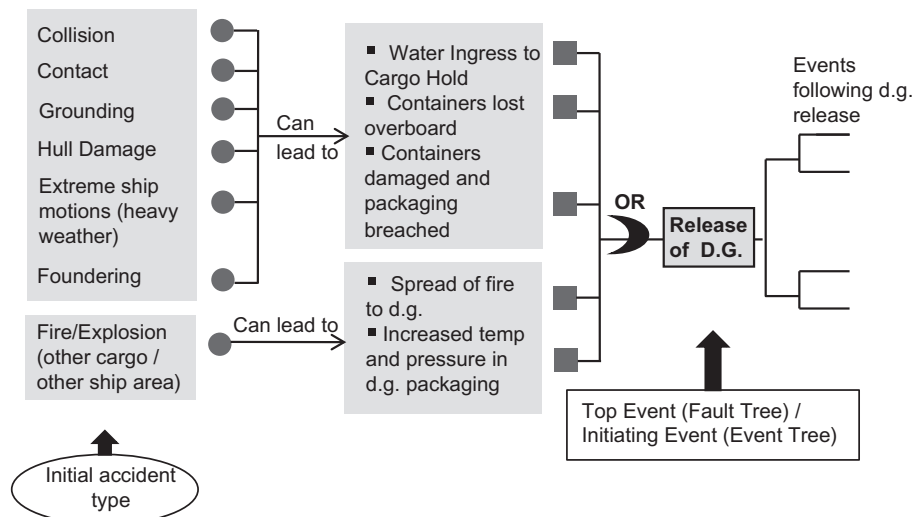 Collision
Contact
Grounding
Hull Damage
Extreme ship
motions (heavy
weather)
Foundering
Fire/Explosion
(other cargo /
other ship area)
Initial accident
type
Can
lead to
Can lead to
▪ Water Ingress to
Cargo Hold
▪ Containers lost
overboard
▪ Containers
damaged and
packaging
breached
▪ Spread of fire
to d.g.
▪ Increased temp
and pressure in
d.g. packaging
OR
Release
of D.G.
Events
following d.g.
release
Top Event (Fault Tree) /
Initiating Event (Event Tree)